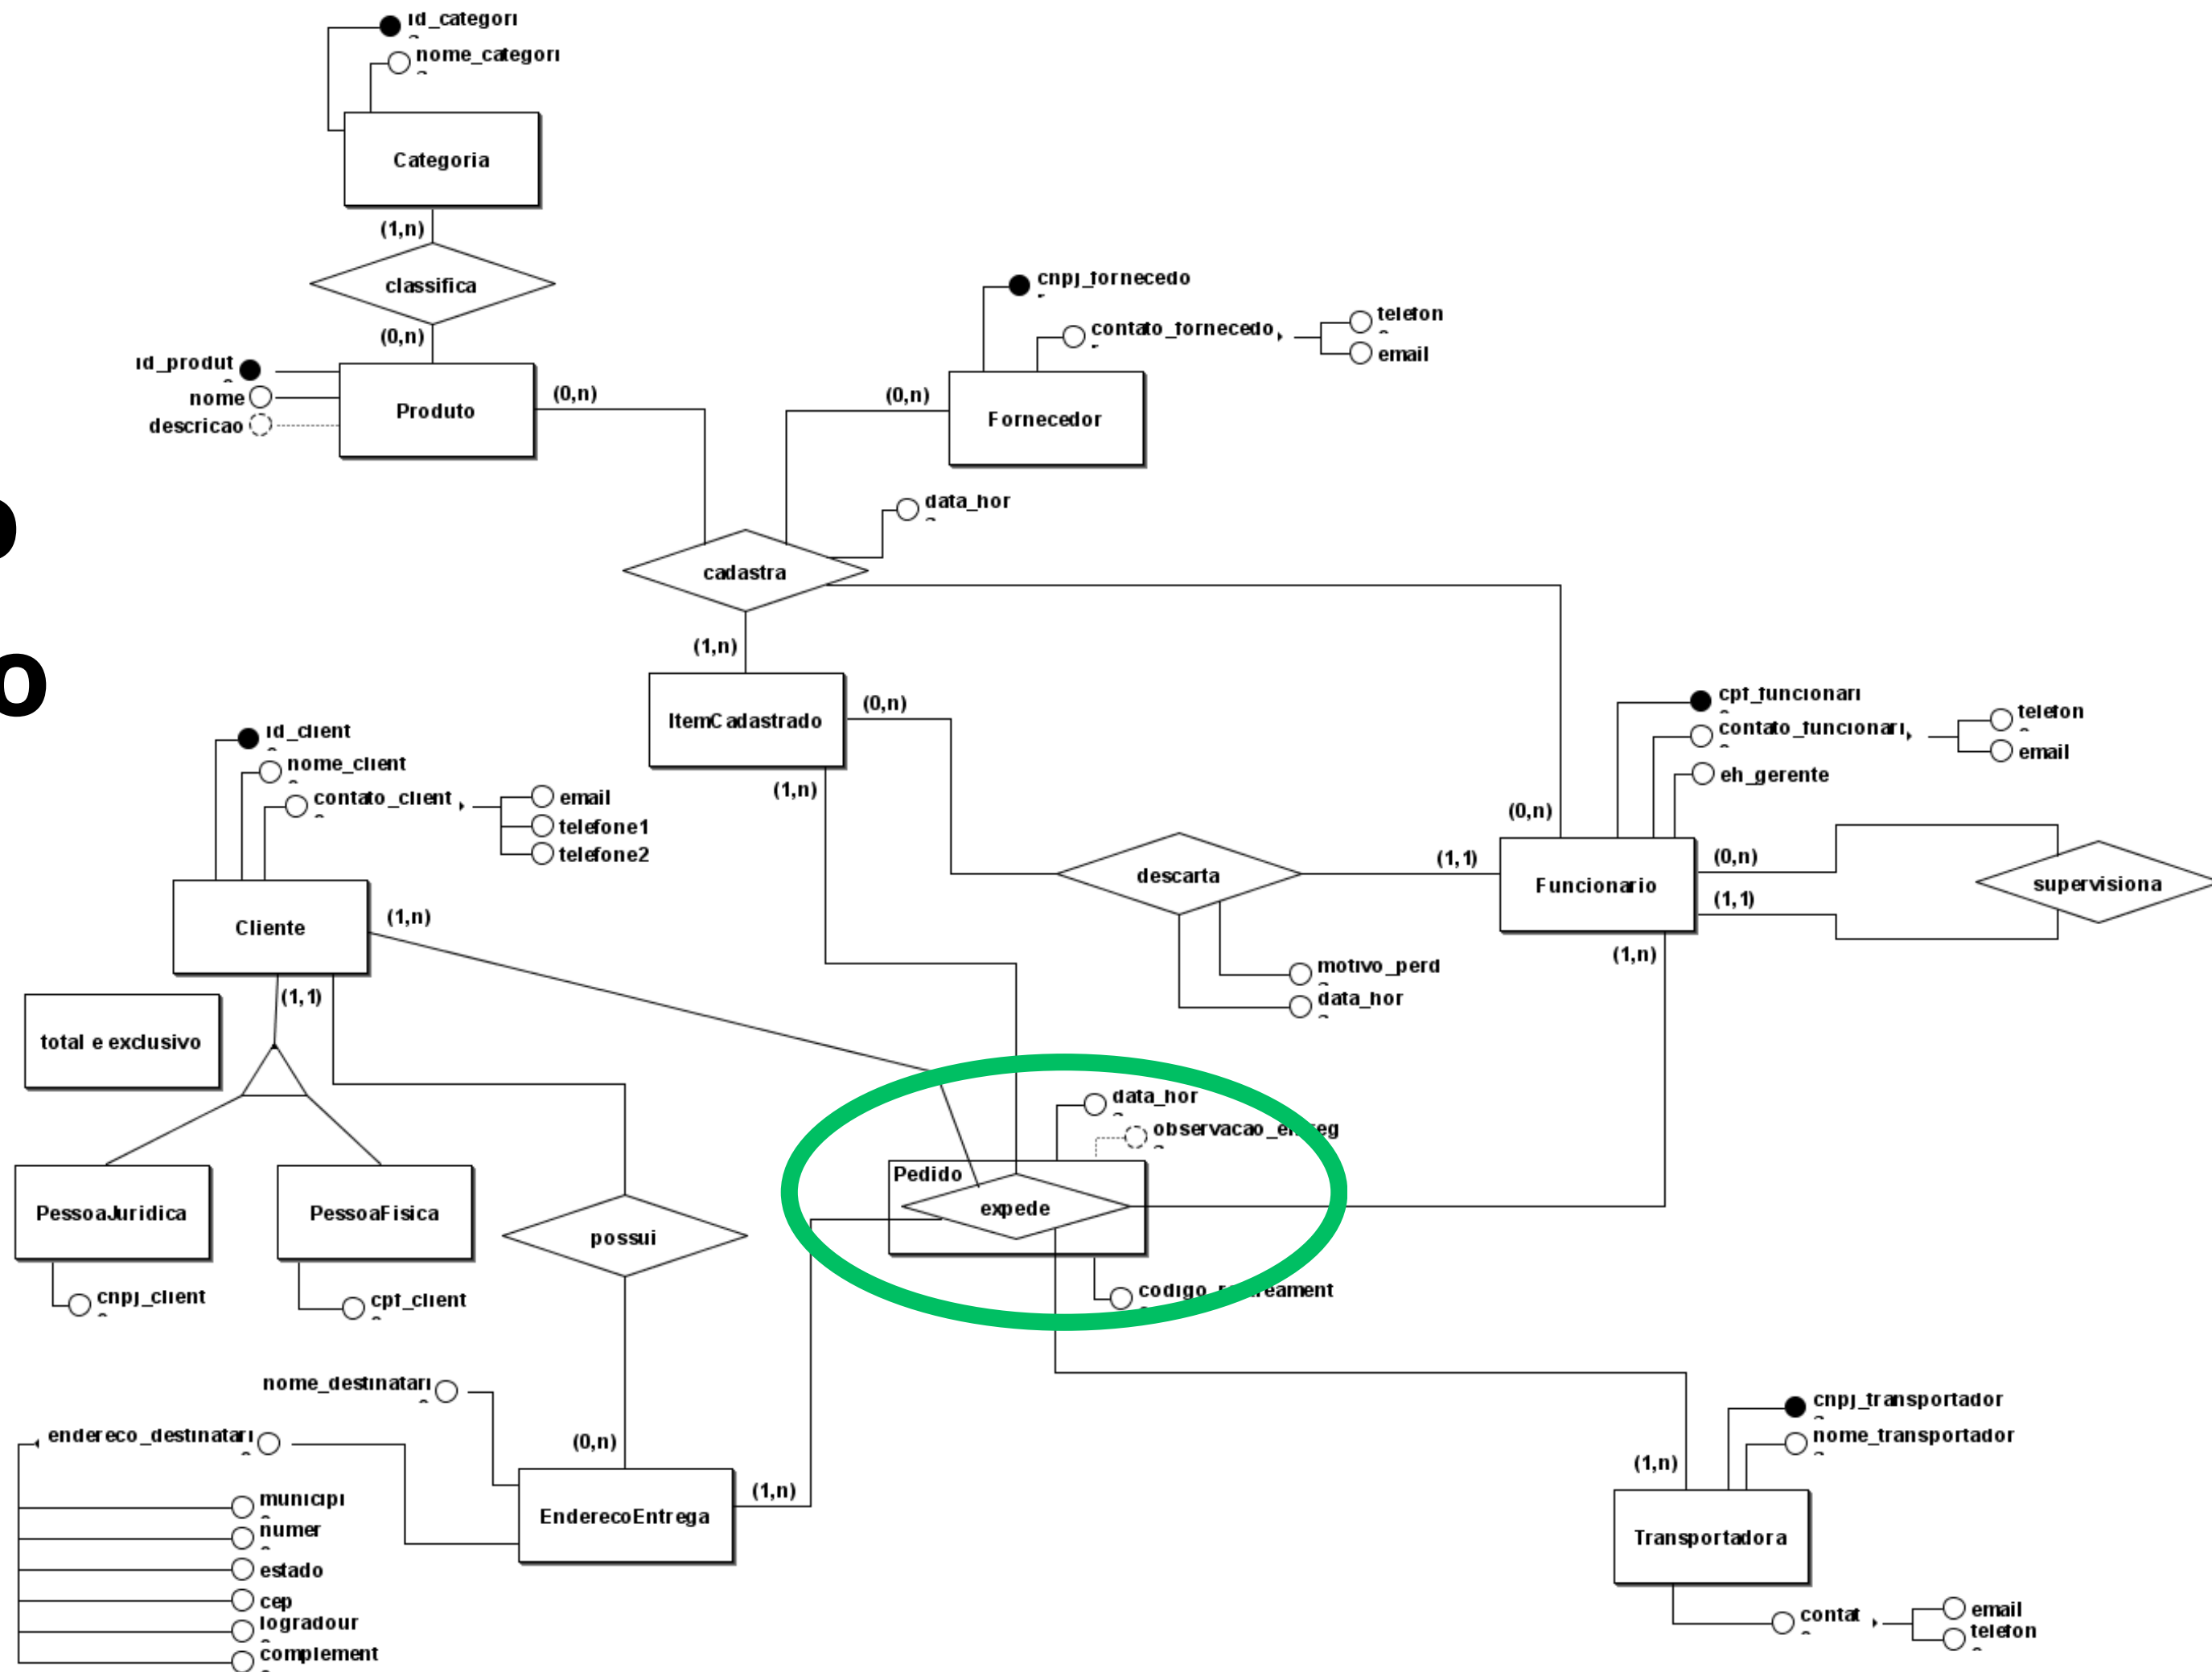 id_categori
a
nome_categori
a
Categoria
(1,n)
classifica
(0,n)
id_produt
o
nome
descricao
Produto
(0,n)
cnpj_fornecedo
r
contato_fornecedo
r
telefon
e
email
(0,n)
Fornecedor
data_hor
a
o
cadastra
(1,n)
o
ItemCadastrado
(0,n)
(1,n)
cpf_funcionari
o
contato_funcionari
o
telefon
e
email
eh_gerente
(0,n)
Funcionario
(0,n)
(1,1)
supervisiona
(1,n)
(1,1)
descarta
motivo_perd
a
data_hor
a
id_client
e
nome_client
e
contato_client
e
email
telefone1
telefone2
Cliente
(1,n)
(1,1)
total e exclusivo
PessoaJuridica
PessoaFisica
cnpj_client
e
cpf_client
e
possui
data_hor
a
observacao_entreg
a
Pedido
expede
codigo_rastreament
o
nome_destinatari
o
endereco_destinatari
o
(0,n)
(1,n)
EnderecoEntrega
municipi
o
numer
o
estado
cep
logradour
o
complement
o
cnpj_transportador
a
nome_transportador
a
(1,n)
Transportadora
contat
o
email
telefon
e